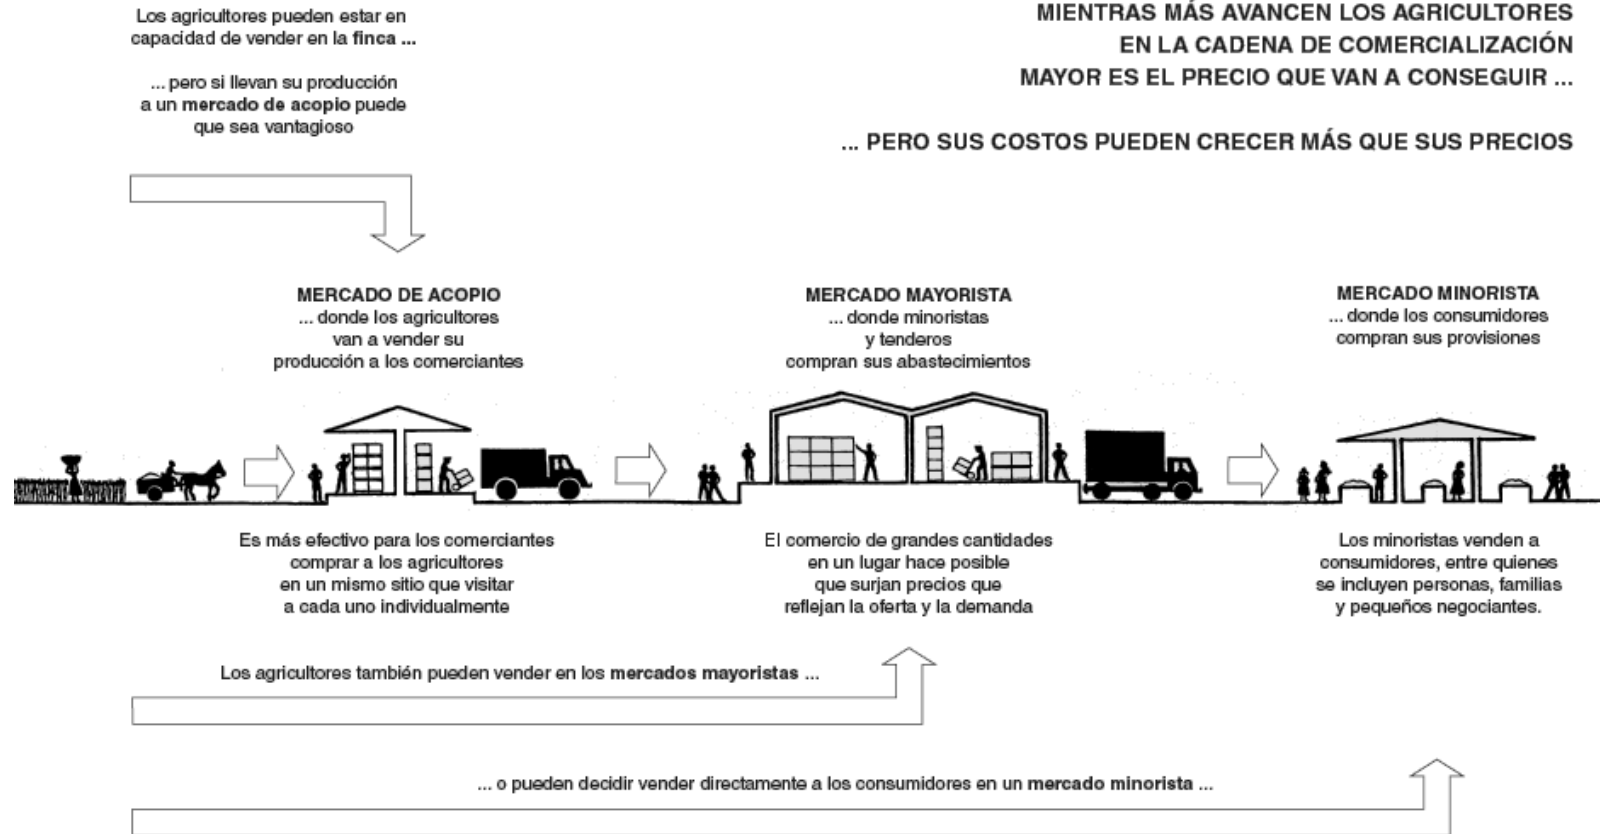 Los agricultores pueden estar en
capacidad de vender en la finca ...
... pero si llevan su producción
a un mercado de acopio puede
que sea vantagioso
MIENTRAS MÁS AVANCEN LOS AGRICULTORES
EN LA CADENA DE COMERCIALIZACIÓN
MAYOR ES EL PRECIO QUE VAN A CONSEGUIR ...
... PERO SUS COSTOS PUEDEN CRECER MÁS QUE SUS PRECIOS
MERCADO DE ACOPIO
... donde los agricultores
van a vender su
producción a los comerciantes
MERCADO MAYORISTA
... donde minoristas
y tenderos
compran sus abastecimientos
MERCADO MINORISTA
... donde los consumidores
compran sus provisiones
Es más efectivo para los comerciantes
comprar a los agricultores
en un mismo sitio que visitar
a cada uno individualmente
El comercio de grandes cantidades
en un lugar hace posible
que surjan precios que
reflejan la oferta y la demanda
Los minoristas venden a
consumidores, entre quienes
se incluyen personas, familias
y pequeños negociantes.
Los agricultores también pueden vender en los mercados mayoristas ...
... o pueden decidir vender directamente a los consumidores en un mercado minorista ...